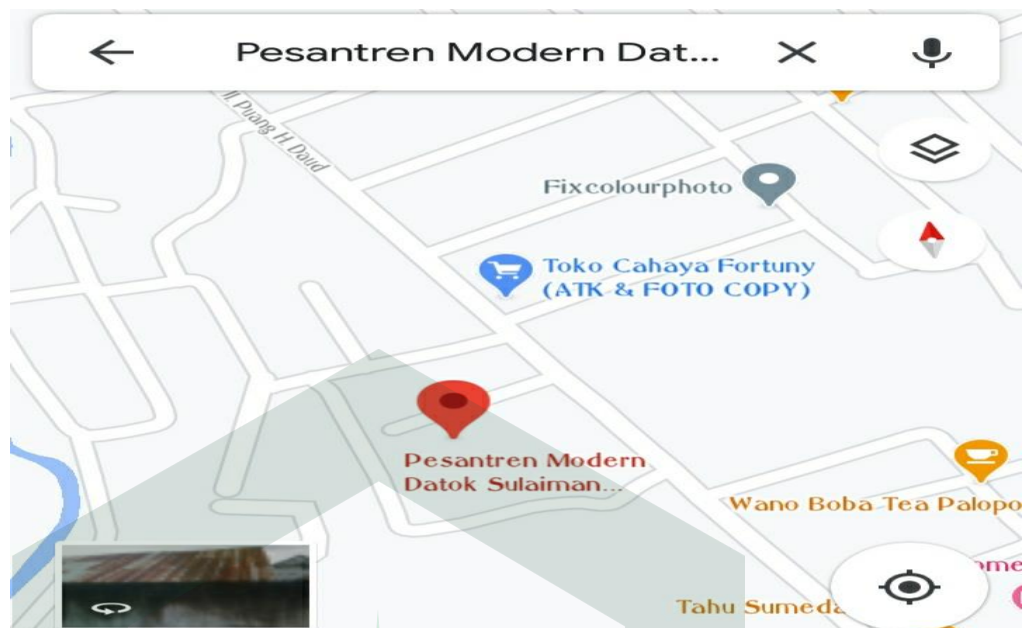 Pesantren Modern Dat...
Jl. Puang H Daud
Fixcolourphoto
Toko Cahaya Fortuny
(ATK & FOTO COPY)
Pesantren Modern
Datok Sulaiman...
Wano Boba Tea Palopo
ome
Tahu Sumeda